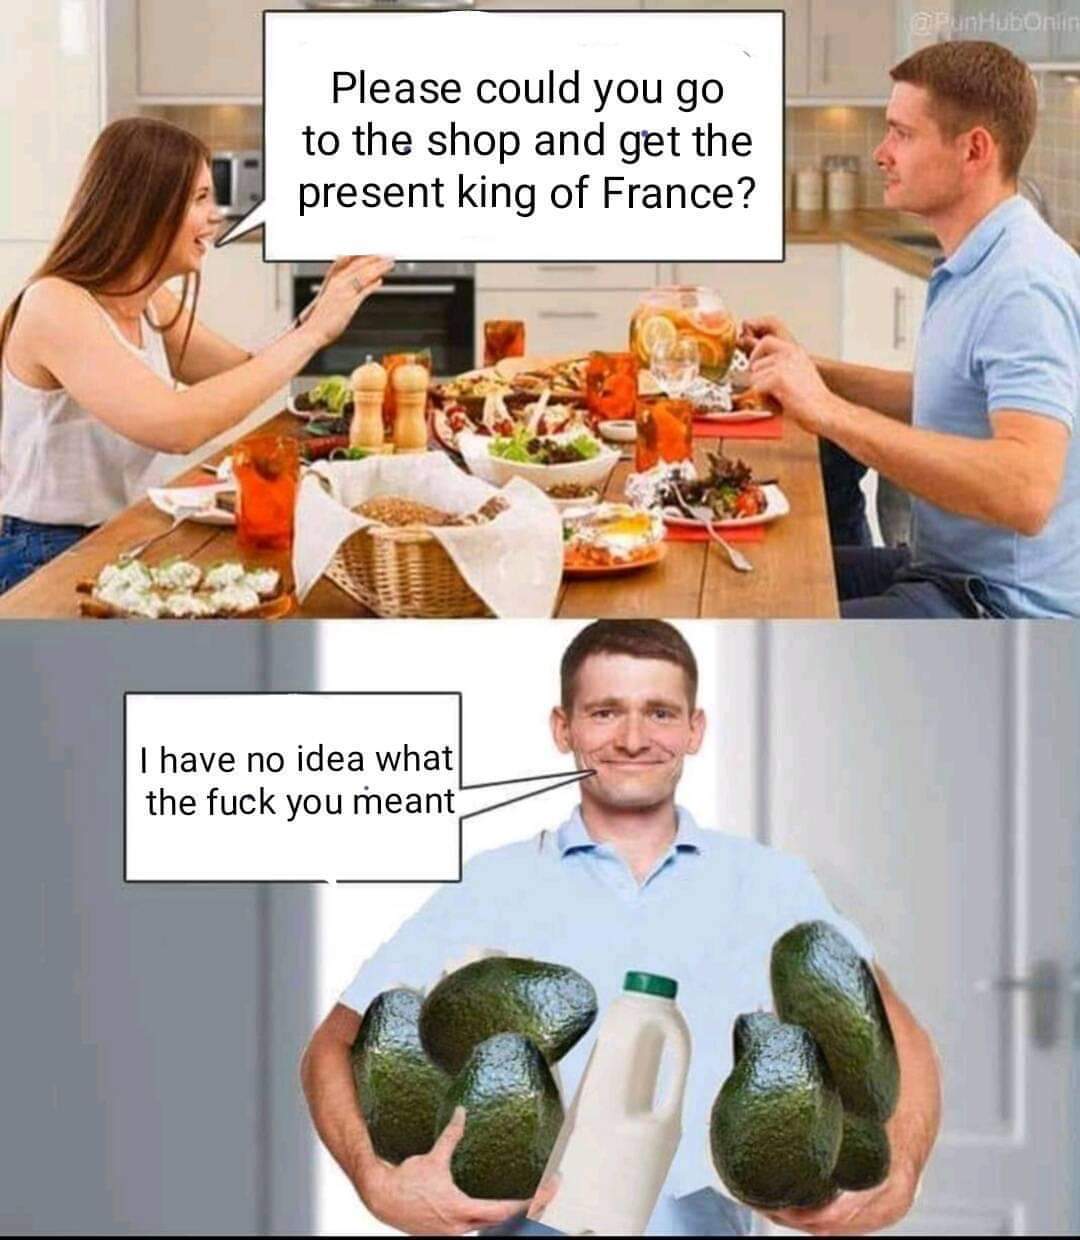 @PunHubOnlin
Please could you go
to the shop and get the
present king of France?
I have no idea what
the fuck you meant